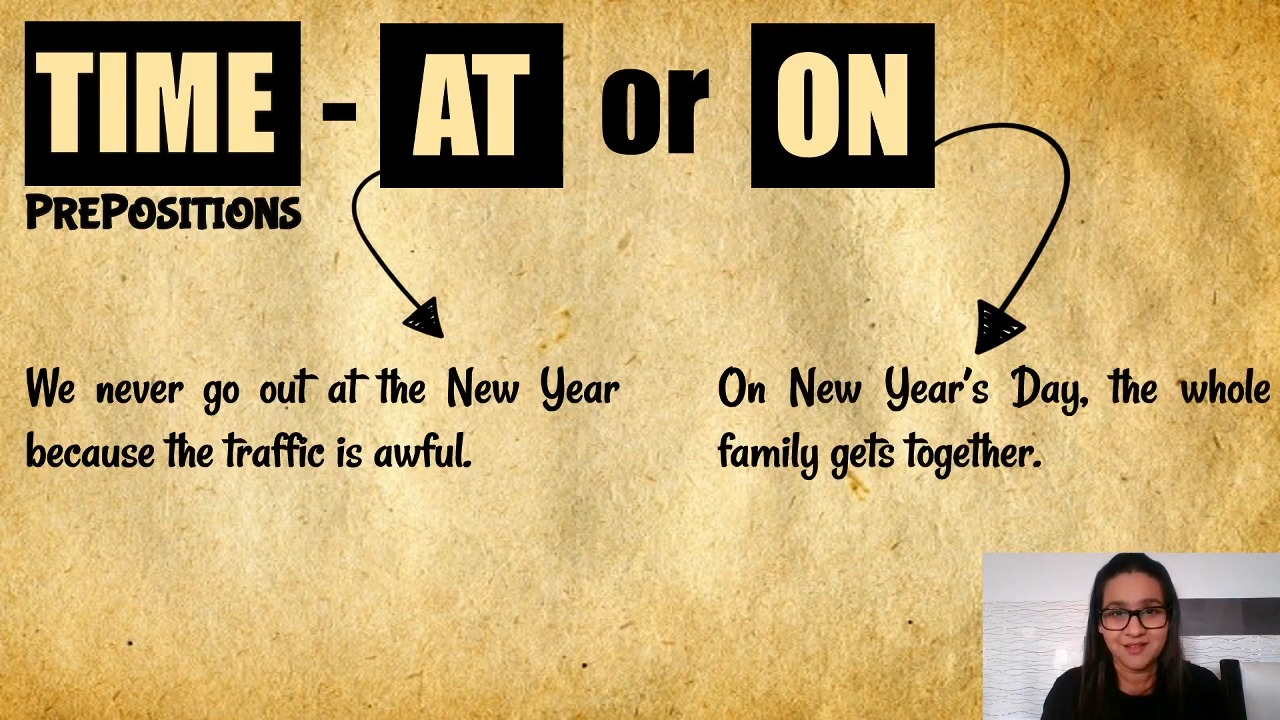 TIME - AT or ON
PREPOSITIONS
We never go out at the New Year
because the traffic is awful.
On New Year's Day, the whole
family gets together.